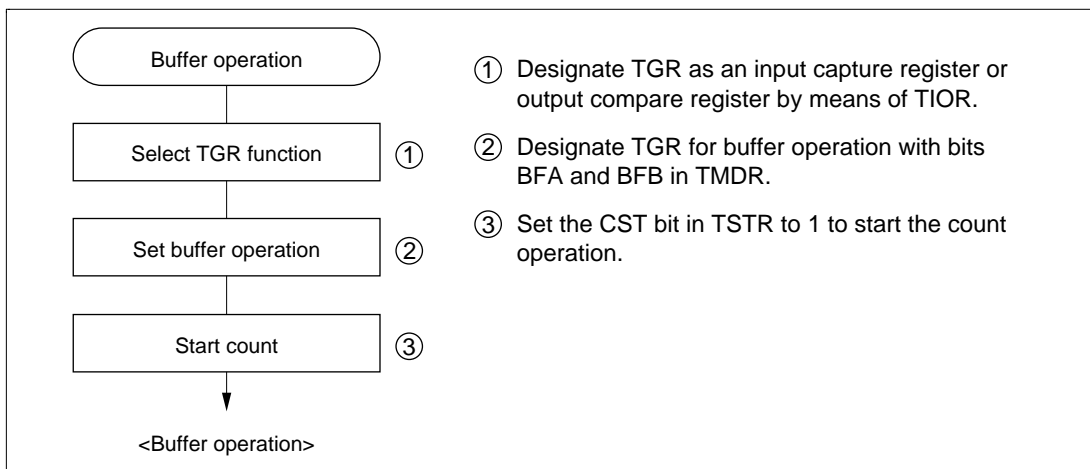 Buffer operation
Select TGR function
①
Set buffer operation
②
Start count
③
<Buffer operation>
① Designate TGR as an input capture register or
output compare register by means of TIOR.
② Designate TGR for buffer operation with bits
BFA and BFB in TMDR.
③ Set the CST bit in TSTR to 1 to start the count
operation.